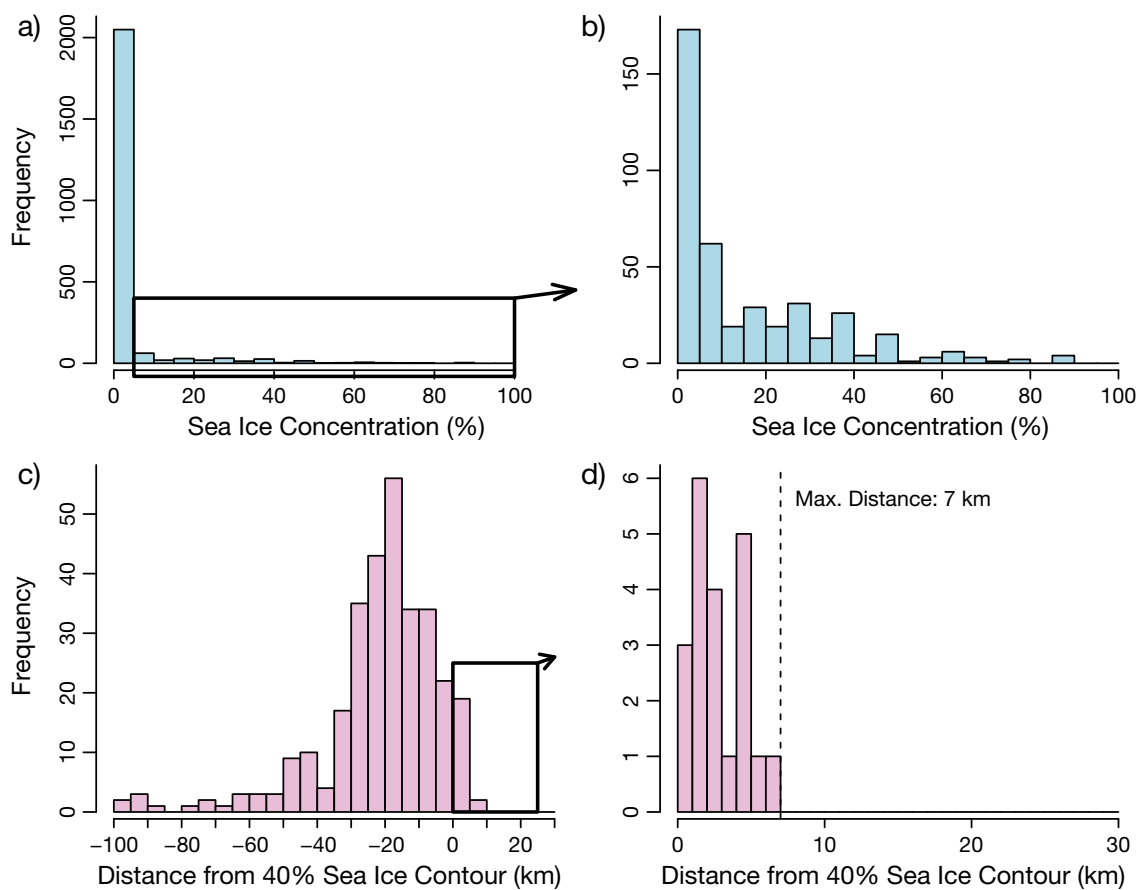 a)
Frequency
0 500 1000 1500 2000
0 20 40 60 80 100
Sea Ice Concentration (%)
b)
0 50 100 150
0 20 40 60 80 100
Sea Ice Concentration (%)
c)
Frequency
0 10 20 30 40 50
−100 −80 −60 −40 −20 0 20
Distance from 40% Sea Ice Contour (km)
d)
Max. Distance: 7 km
0 1 2 3 4 5 6
0 10 20 30
Distance from 40% Sea Ice Contour (km)